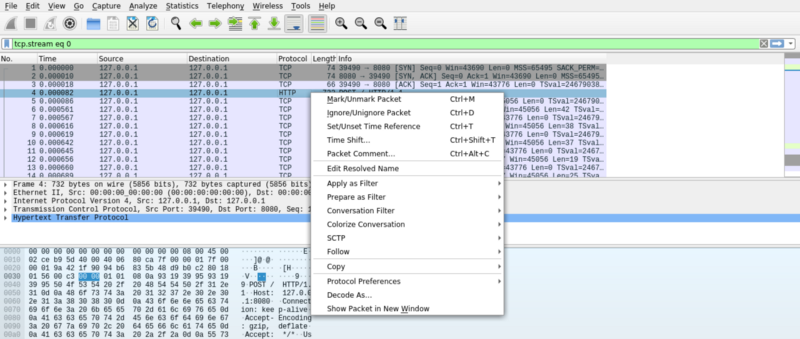 File Edit View Go Capture Analyze Statistics Telephony Wireless Tools Help
tcp.stream eq 0
No. Time Source Destination Protocol Length Info
1 0.000000 127.0.0.1 127.0.0.1 TCP 74 39490 → 8080 [SYN] Seq=0 Win=43690 Len=0 MSS=65495 SACK_PERM=…
2 0.000010 127.0.0.1 127.0.0.1 TCP 74 8080 → 39490 [SYN, ACK] Seq=0 Ack=1 Win=43690 Len=0 MSS=65495…
3 0.000018 127.0.0.1 127.0.0.1 TCP 66 39490 → 8080 [ACK] Seq=1 Ack=1 Win=43776 Len=0 TSval=24679038…
4 0.000082 127.0.0.1 127.0.0.1 HTTP
5 0.000086 127.0.0.1 127.0.0.1 TCP =45056 Len=0 TSval=246790…
6 0.000561 127.0.0.1 127.0.0.1 TCP n=45056 Len=42 TSva…
7 0.000568 127.0.0.1 127.0.0.1 TCP =43776 Len=0 TSval=2467…
8 0.000616 127.0.0.1 127.0.0.1 TCP n=45056 Len=38 TSva…
9 0.000619 127.0.0.1 127.0.0.1 TCP =43776 Len=0 TSval=2467…
10 0.000642 127.0.0.1 127.0.0.1 TCP n=45056 Len=37 TSva…
11 0.000645 127.0.0.1 127.0.0.1 TCP =43776 Len=0 TSval=2467…
12 0.000656 127.0.0.1 127.0.0.1 TCP n=45056 Len=19 TSva…
13 0.000658 127.0.0.1 127.0.0.1 TCP =43776 Len=0 TSval=2467…
Mark/Unmark Packet Ctrl+M
Ignore/Unignore Packet Ctrl+D
Set/Unset Time Reference Ctrl+T
Time Shift... Ctrl+Shift+T
Packet Comment... Ctrl+Alt+C
Edit Resolved Name
Apply as Filter
Prepare as Filter
Conversation Filter
Colorize Conversation
SCTP
Follow
Copy
Protocol Preferences
Decode As...
Show Packet in New Window
Frame 4: 732 bytes on wire (5856 bits), 732 bytes captured (5856 bits)
Ethernet II, Src: 00:00:00_00:00:00 (00:00:00:00:00:00), Dst: 00:00:
Internet Protocol Version 4, Src: 127.0.0.1, Dst: 127.0.0.1
Transmission Control Protocol, Src Port: 39490, Dst Port: 8080, Seq:
Hypertext Transfer Protocol
0000 00 00 00 00 00 00 00 00 00 00 00 00 08 00 45 00
0010 02 ce b9 5d 40 00 40 06 80 ca 7f 00 00 01 7f 00
0020 00 01 9a 42 1f 90 94 b6 83 5b 48 d9 b0 c2 80 18
0030 01 56 00 c3 00 00 01 01 08 0a 93 19 39 95 93 19
0040 39 95 50 4f 53 54 20 2f 20 48 54 54 50 2f 31 2e 9·POST / HTTP/1.
0050 31 0d 0a 48 6f 73 74 3a 20 31 32 37 2e 30 2e 30 1··Host: 127.0.0
0060 2e 31 3a 38 30 38 30 0d 0a 43 6f 6e 6e 65 63 74 .1:8080· ·Connect
0070 69 6f 6e 3a 20 6b 65 65 70 2d 61 6c 69 76 65 0d ion: kee p-alive·
0080 0a 41 63 63 65 70 74 2d 45 6e 63 6f 64 69 6e 67 ·Accept- Encoding
0090 3a 20 67 7a 69 70 2c 20 64 65 66 6c 61 74 65 0d : gzip, deflate·
00a0 0a 41 63 63 65 70 74 3a 20 2a 2f 2a 0d 0a 55 73 ·Accept: */*··Us